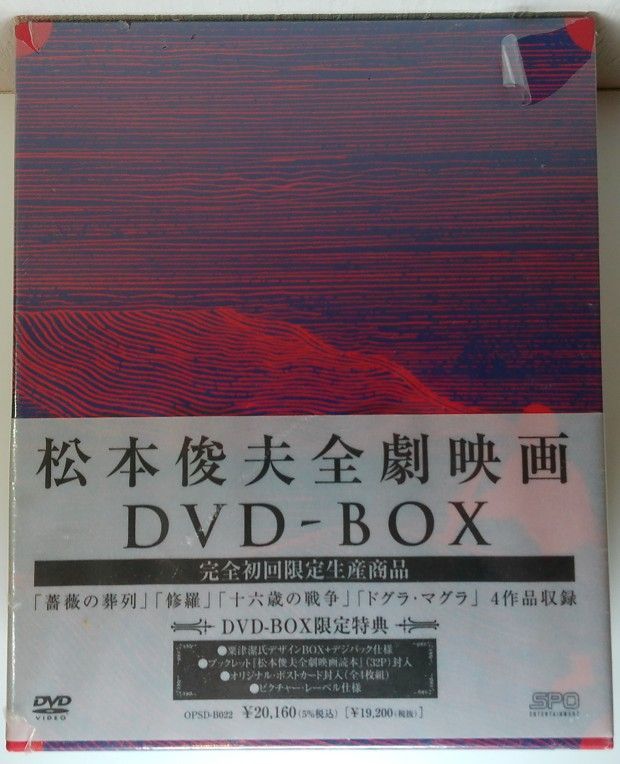 松本俊夫全劇映画
DVD-BOX
完全初回限定生産商品
「薔薇の葬列」「修羅」「十六歳の戦争」「ドグラ・マグラ」 4作品収録
DVD-BOX限定特典
●粟津潔氏デザインBOX+デジパック仕様
●ブックレット『松本俊夫全劇映画読本』(32P)封入
●オリジナル・ポストカード封入(全4枚組)
●ピクチャー・レーベル仕様
DVD
VIDEO
OPSD-B022 ¥20,160(5%税込) [¥19,200(税抜)]
SPO
ENTERTAINMENT